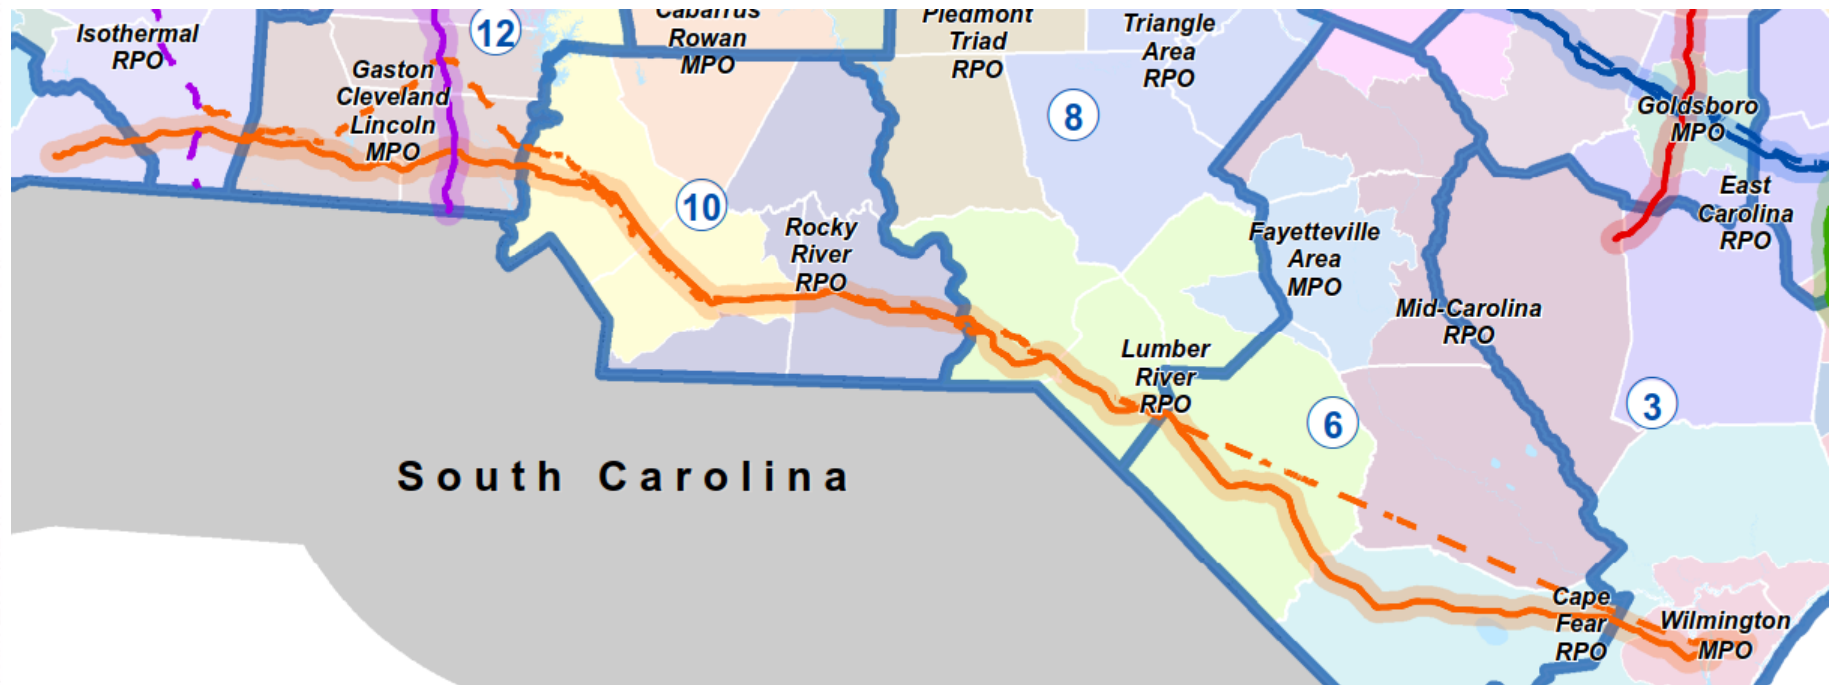 Isothermal
RPO
12
Gaston
Cleveland
Lincoln
MPO
Cabarrus
Rowan
MPO
Piedmont
Triad
RPO
Triangle
Area
RPO
8
Goldsboro
MPO
10
Rocky
River
RPO
Fayetteville
Area
MPO
East
Carolina
RPO
Mid-Carolina
RPO
Lumber
River
RPO
6
3
South Carolina
Cape
Fear
RPO
Wilmington
MPO